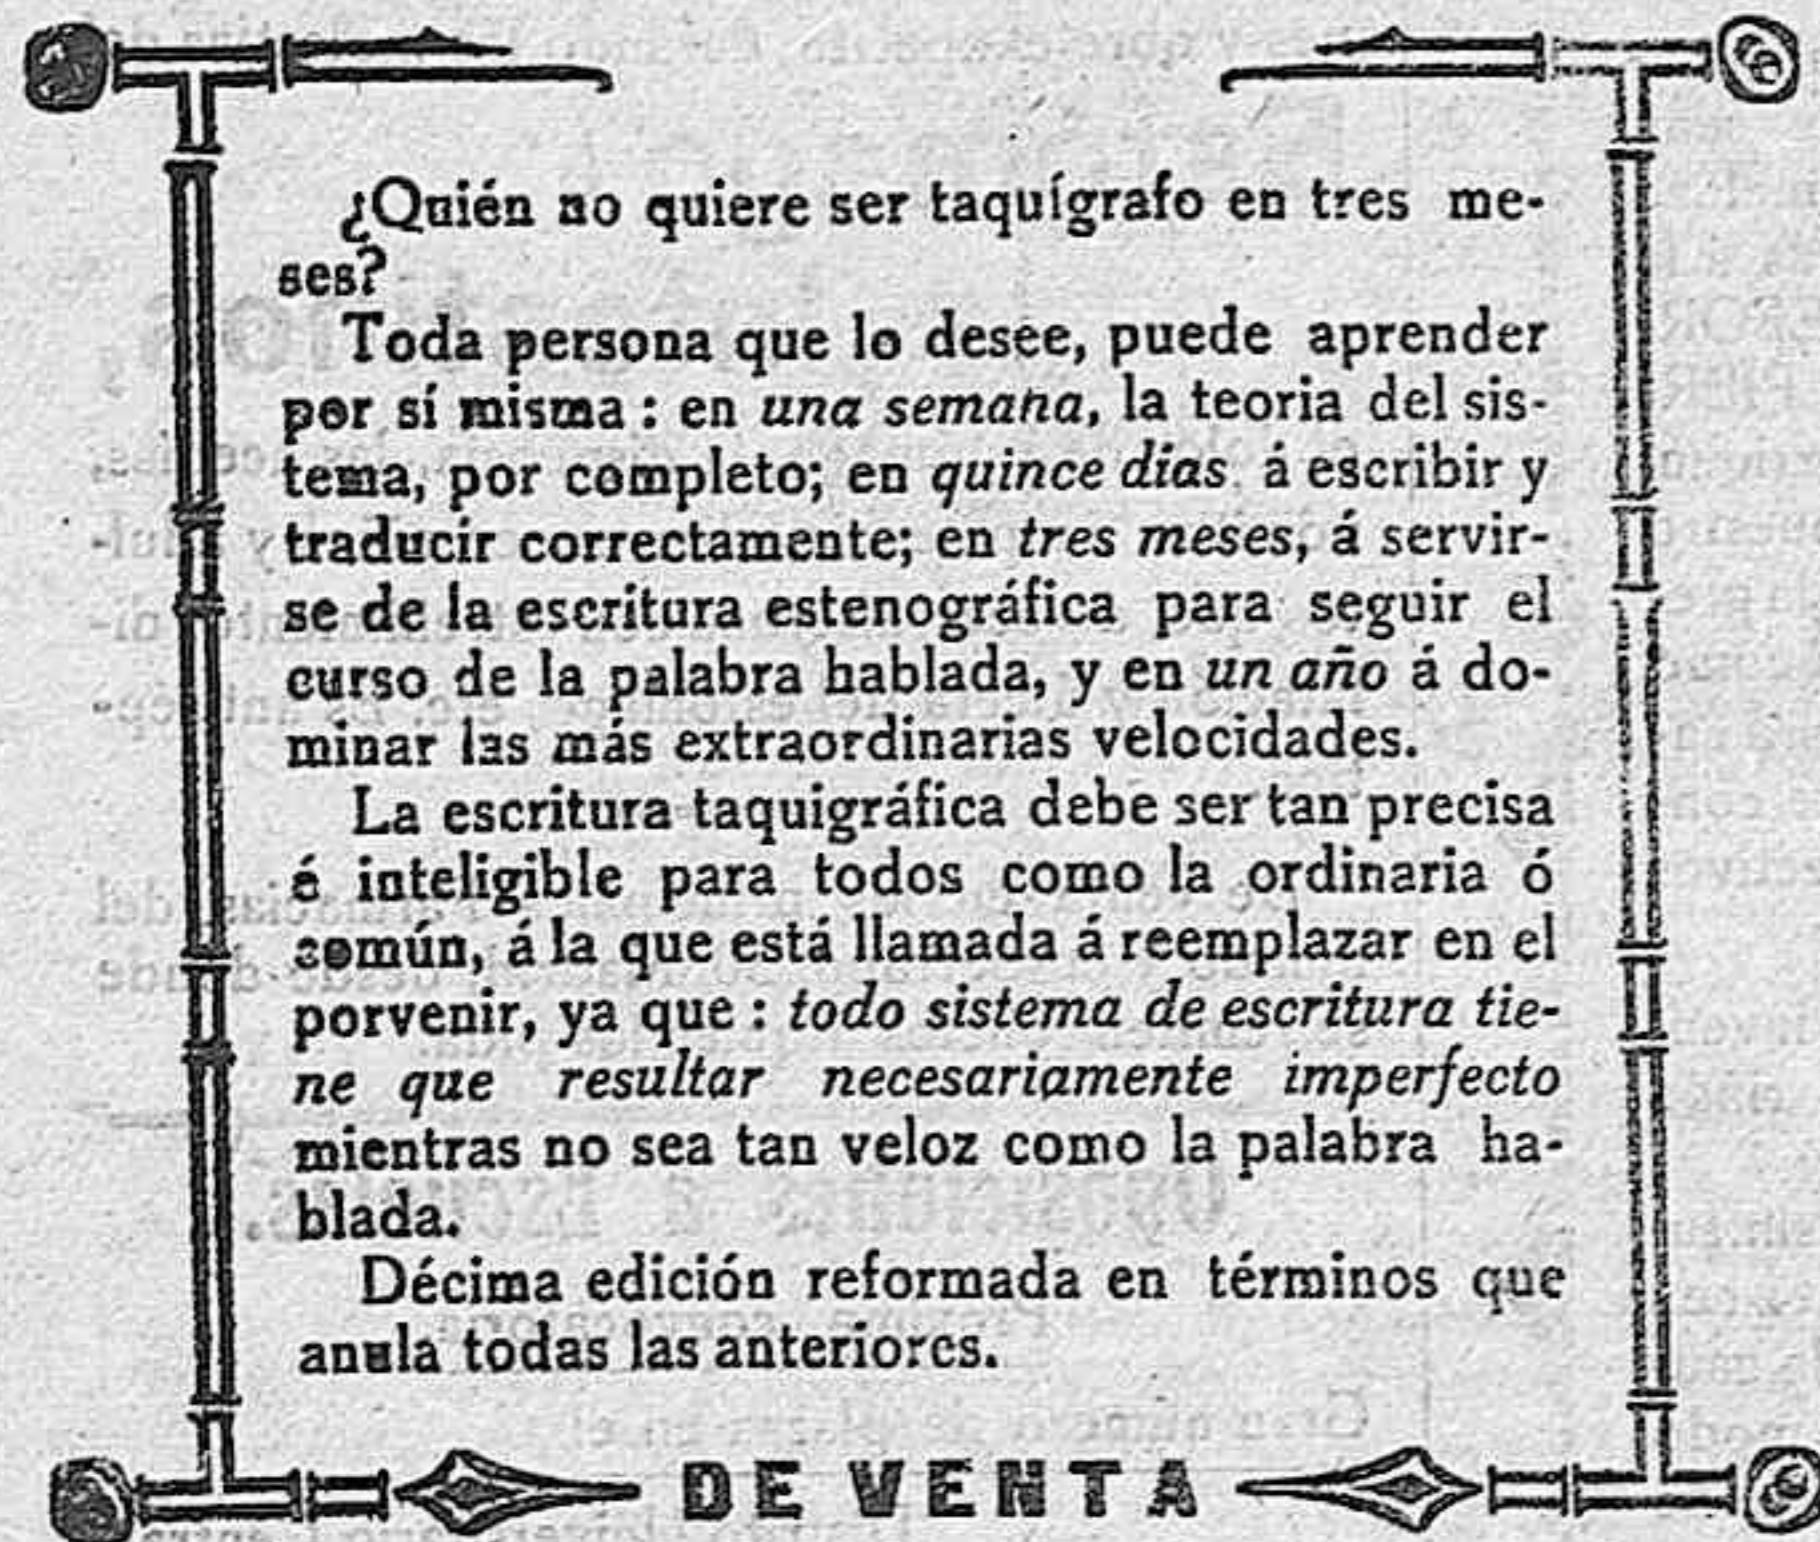 ¿Quién no quiere ser taquígrafo en tres me-
ses?
Toda persona que lo desee, puede aprender
por sí misma : en una semana, la teoria del sis-
tema, por completo; en quince días á escribir y
traducir correctamente; en tres meses, á servir-
se de la escritura estenográfica para seguir el
curso de la palabra hablada, y en un año á do-
minar las más extraordinarias velocidades.
La escritura taquigráfica debe ser tan precisa
é inteligible para todos como la ordinaria ó
común, á la que está llamada á reemplazar en el
porvenir, ya que : todo sistema de escritura tie-
ne que resultar necesariamente imperfecto
mientras no sea tan veloz como la palabra ha-
blada.
Décima edición reformada en términos que
anula todas las anteriores.
DE VENTA